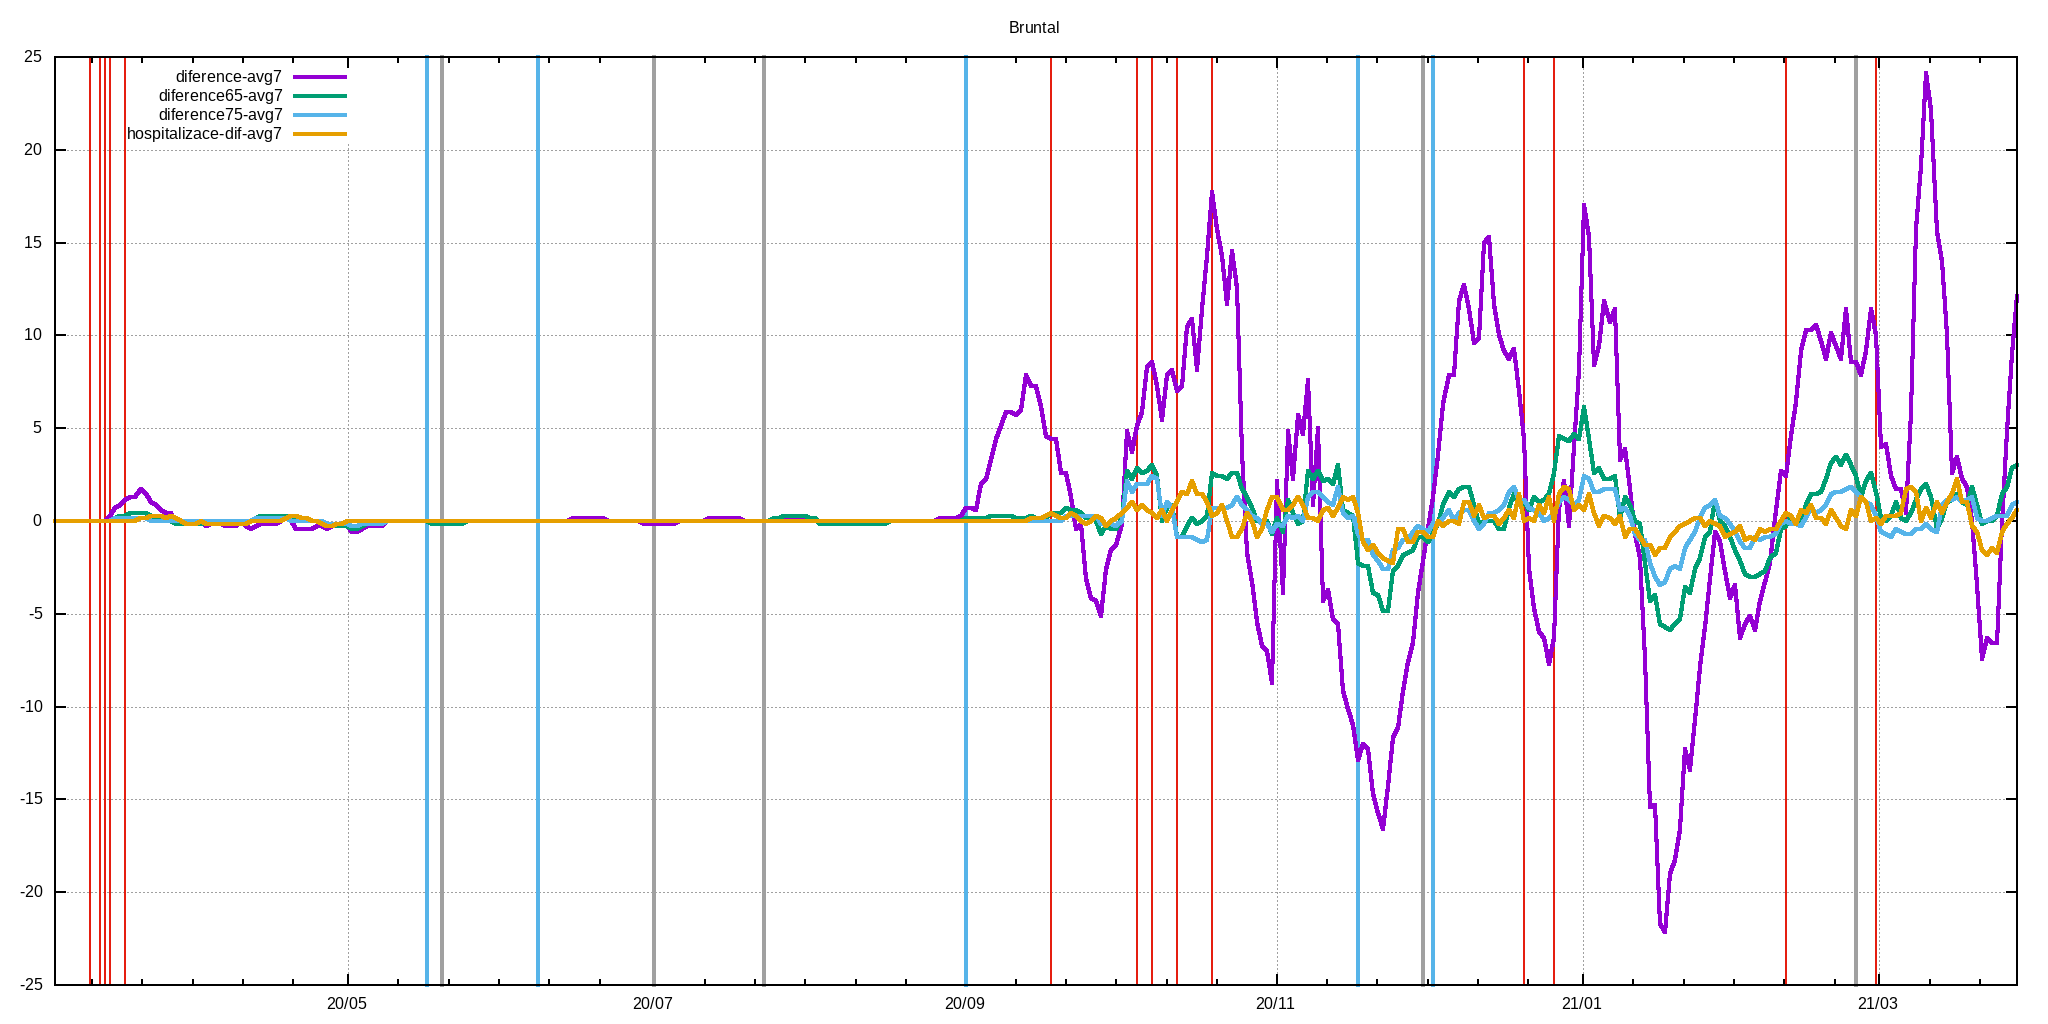 Bruntal
25
20
15
10
5
0
-5
-10
-15
-20
-25
diference-avg7
diference65-avg7
diference75-avg7
hospitalizace-dif-avg7
20/05 20/07 20/09 20/11 21/01 21/03